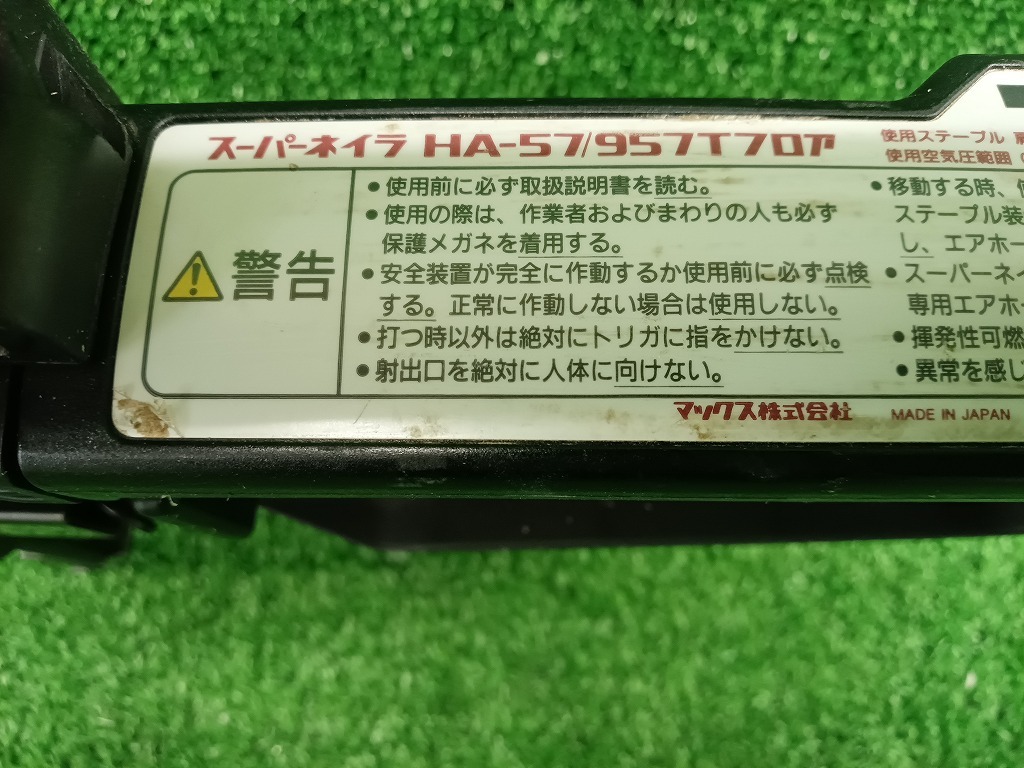 スーパーネイラ HA-57/957Tフロア
使用ステープル
使用空気圧範囲
警告
●使用前に必ず取扱説明書を読む。
●使用の際は、作業者およびまわりの人も必ず
保護メガネを着用する。
●安全装置が完全に作動するか使用前に必ず点検
する。正常に作動しない場合は使用しない。
●打つ時以外は絶対にトリガに指をかけない。
●射出口を絶対に人体に向けない。
●移動する時、
ステープル装
し、エアホー
●スーパーネイ
専用エアホー
●揮発性可燃
●異常を感じ
マックス株式会社 MADE IN JAPAN